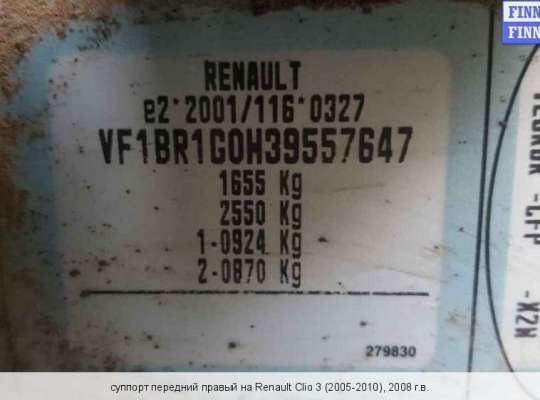 FINN
FINN
RENAULT
e2*2001/116*0327
VF1BR1G0H39557647
1655 Kg
2550 Kg
1-0924 Kg
2-0870 Kg
279830
-X2W
суппорт передний правый на Renault Clio 3 (2005-2010), 2008 г.в.